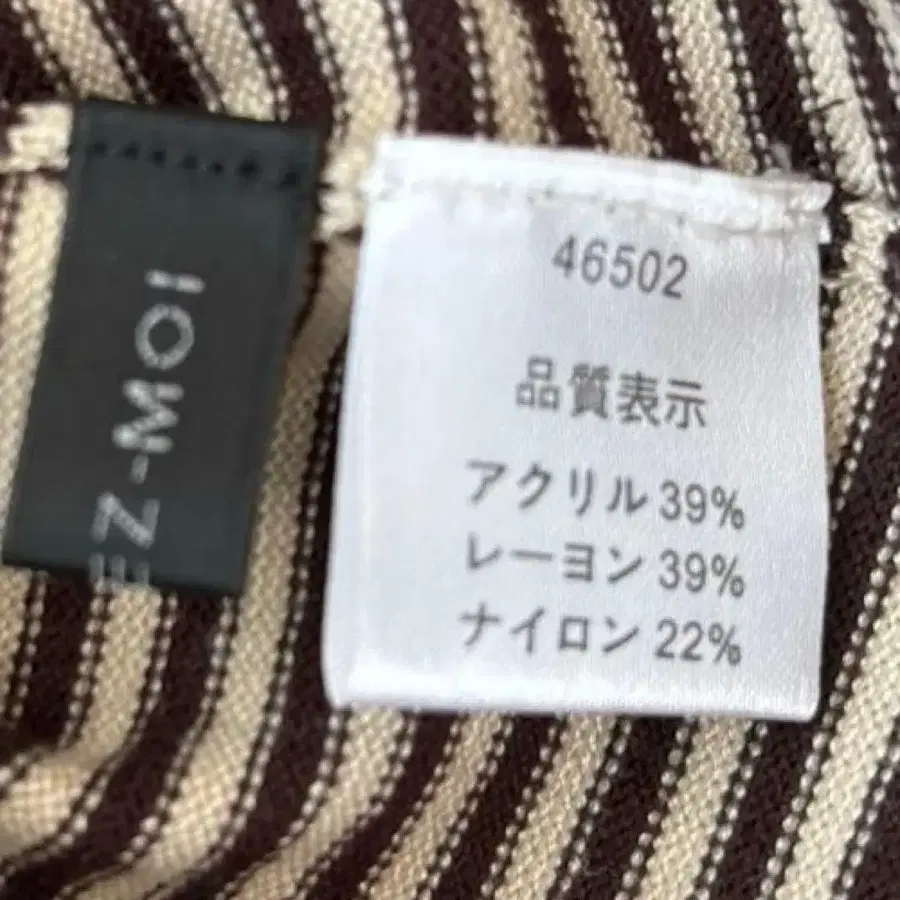 EZ-MOI
46502
品質表示
アクリル 39%
レーヨン 39%
ナイロン 22%